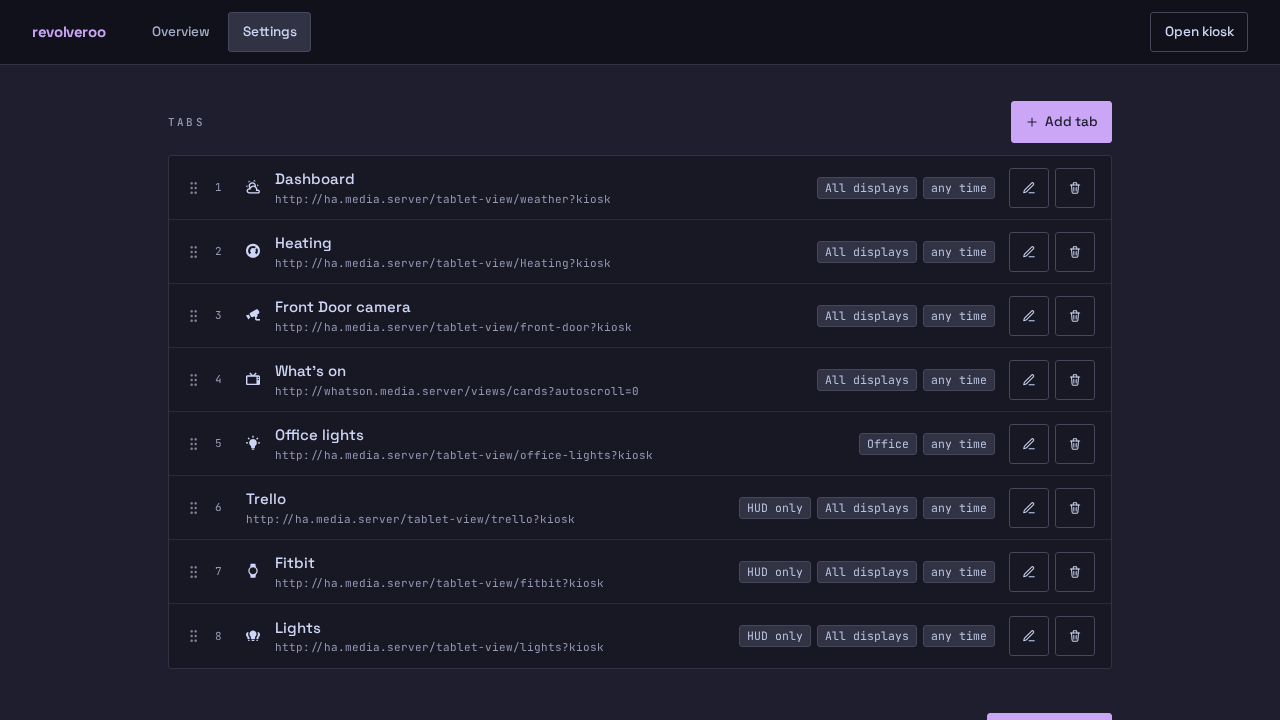 revolveroo Overview Settings Open kiosk
TABS + Add tab
1 Dashboard All displays any time
http://ha.media.server/tablet-view/weather?kiosk
2 Heating All displays any time
http://ha.media.server/tablet-view/Heating?kiosk
3 Front Door camera All displays any time
http://ha.media.server/tablet-view/front-door?kiosk
4 What's on All displays any time
http://whatson.media.server/views/cards?autoscroll=0
5 Office lights Office any time
http://ha.media.server/tablet-view/office-lights?kiosk
6 Trello HUD only All displays any time
http://ha.media.server/tablet-view/trello?kiosk
7 Fitbit HUD only All displays any time
http://ha.media.server/tablet-view/fitbit?kiosk
8 Lights HUD only All displays any time
http://ha.media.server/tablet-view/lights?kiosk